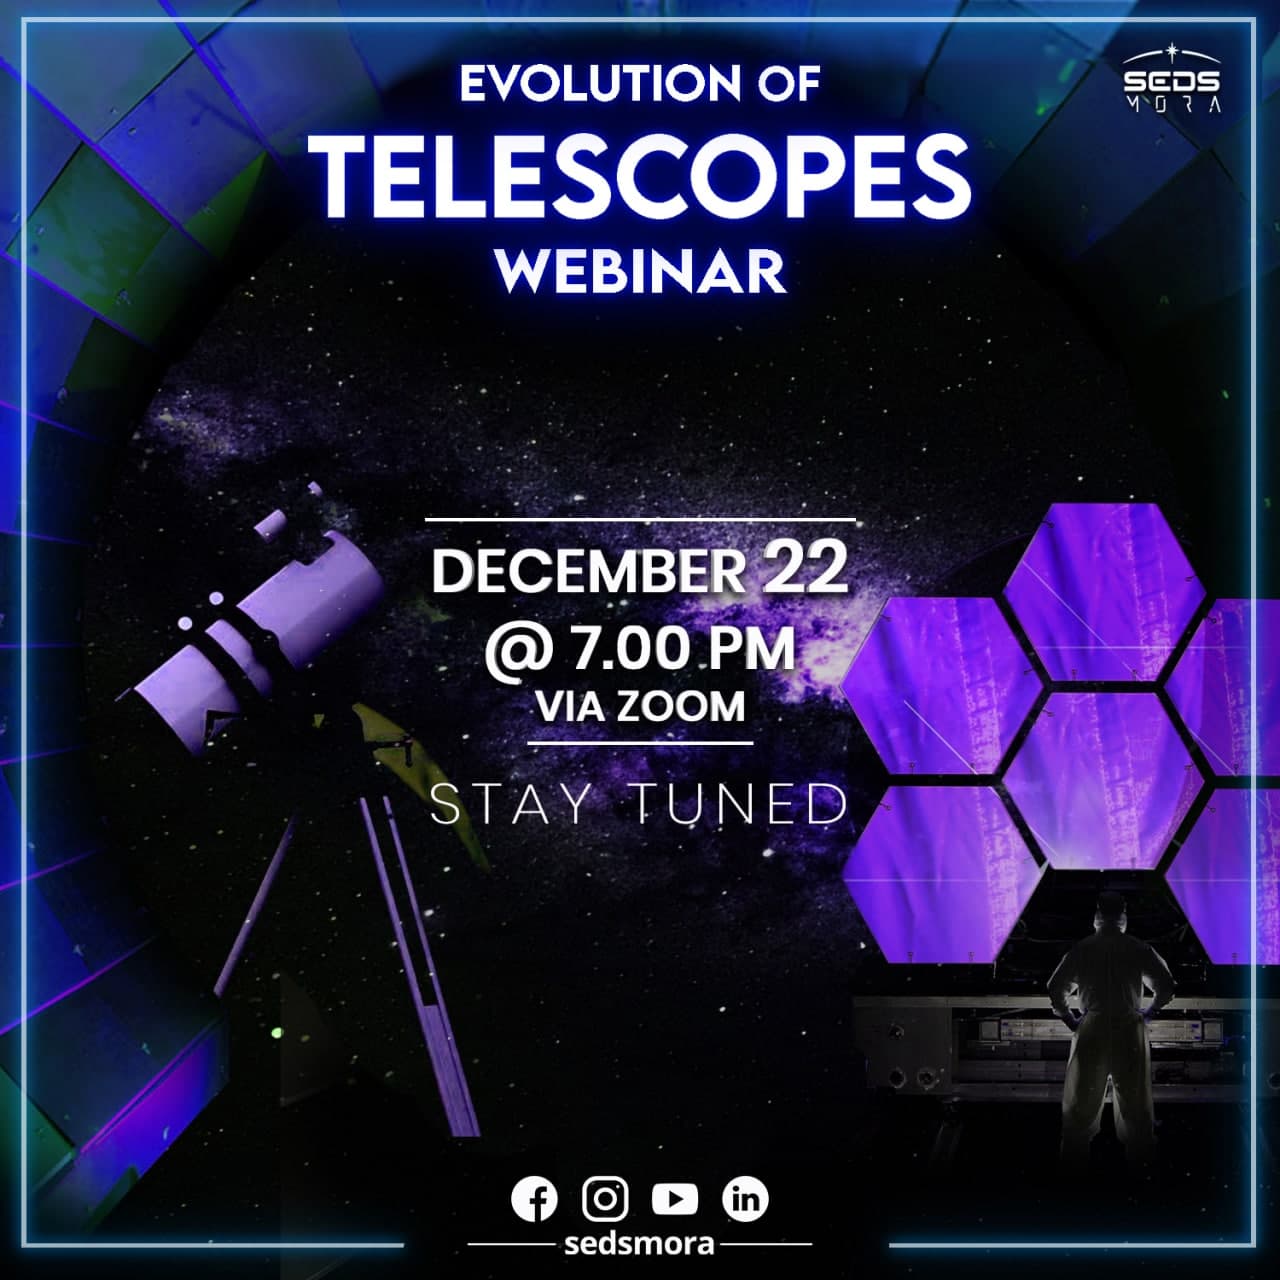 EVOLUTION OF
TELESCOPES
WEBINAR
SEDS
MORA
DECEMBER 22
@ 7.00 PM
VIA ZOOM
STAY TUNED
sedsmora